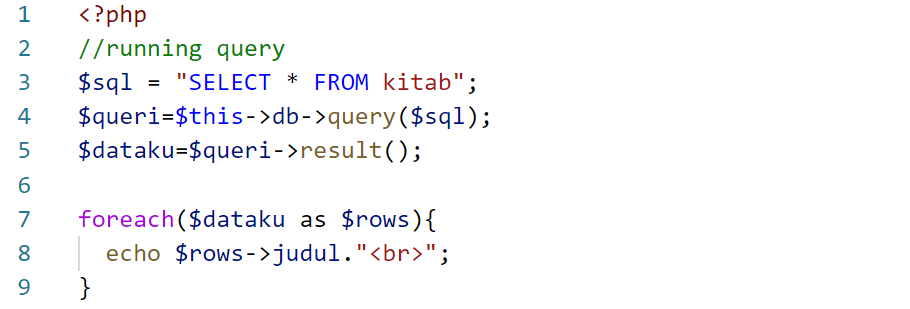 1 <?php
2 //running query
3 $sql = "SELECT * FROM kitab";
4 $queri=$this->db->query($sql);
5 $dataku=$queri->result();
6
7 foreach($dataku as $rows){
8   echo $rows->judul."<br>";
9 }